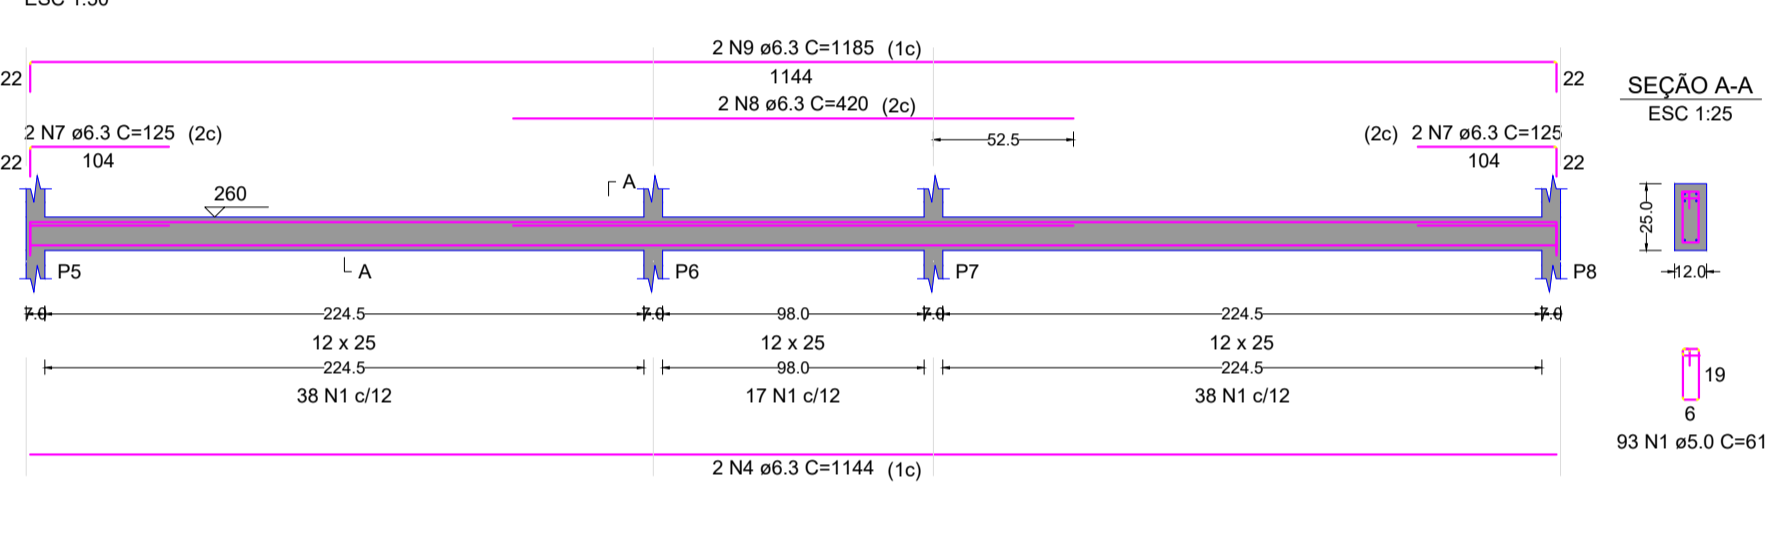 2 N9 ø6.3 C=1185 (1c)
22
1144
22
2 N8 ø6.3 C=420 (2c)
2 N7 ø6.3 C=125 (2c)
52.5
(2c) 2 N7 ø6.3 C=125
22
104
104
22
SEÇÃO A-A
ESC 1:25
A
260
25.0
12.0
A
P5
P6
P7
P8
7.0
224.5
7.0
98.0
7.0
224.5
7.0
12 x 25
12 x 25
12 x 25
224.5
98.0
224.5
38 N1 c/12
17 N1 c/12
38 N1 c/12
19
6
93 N1 ø5.0 C=61
2 N4 ø6.3 C=1144 (1c)